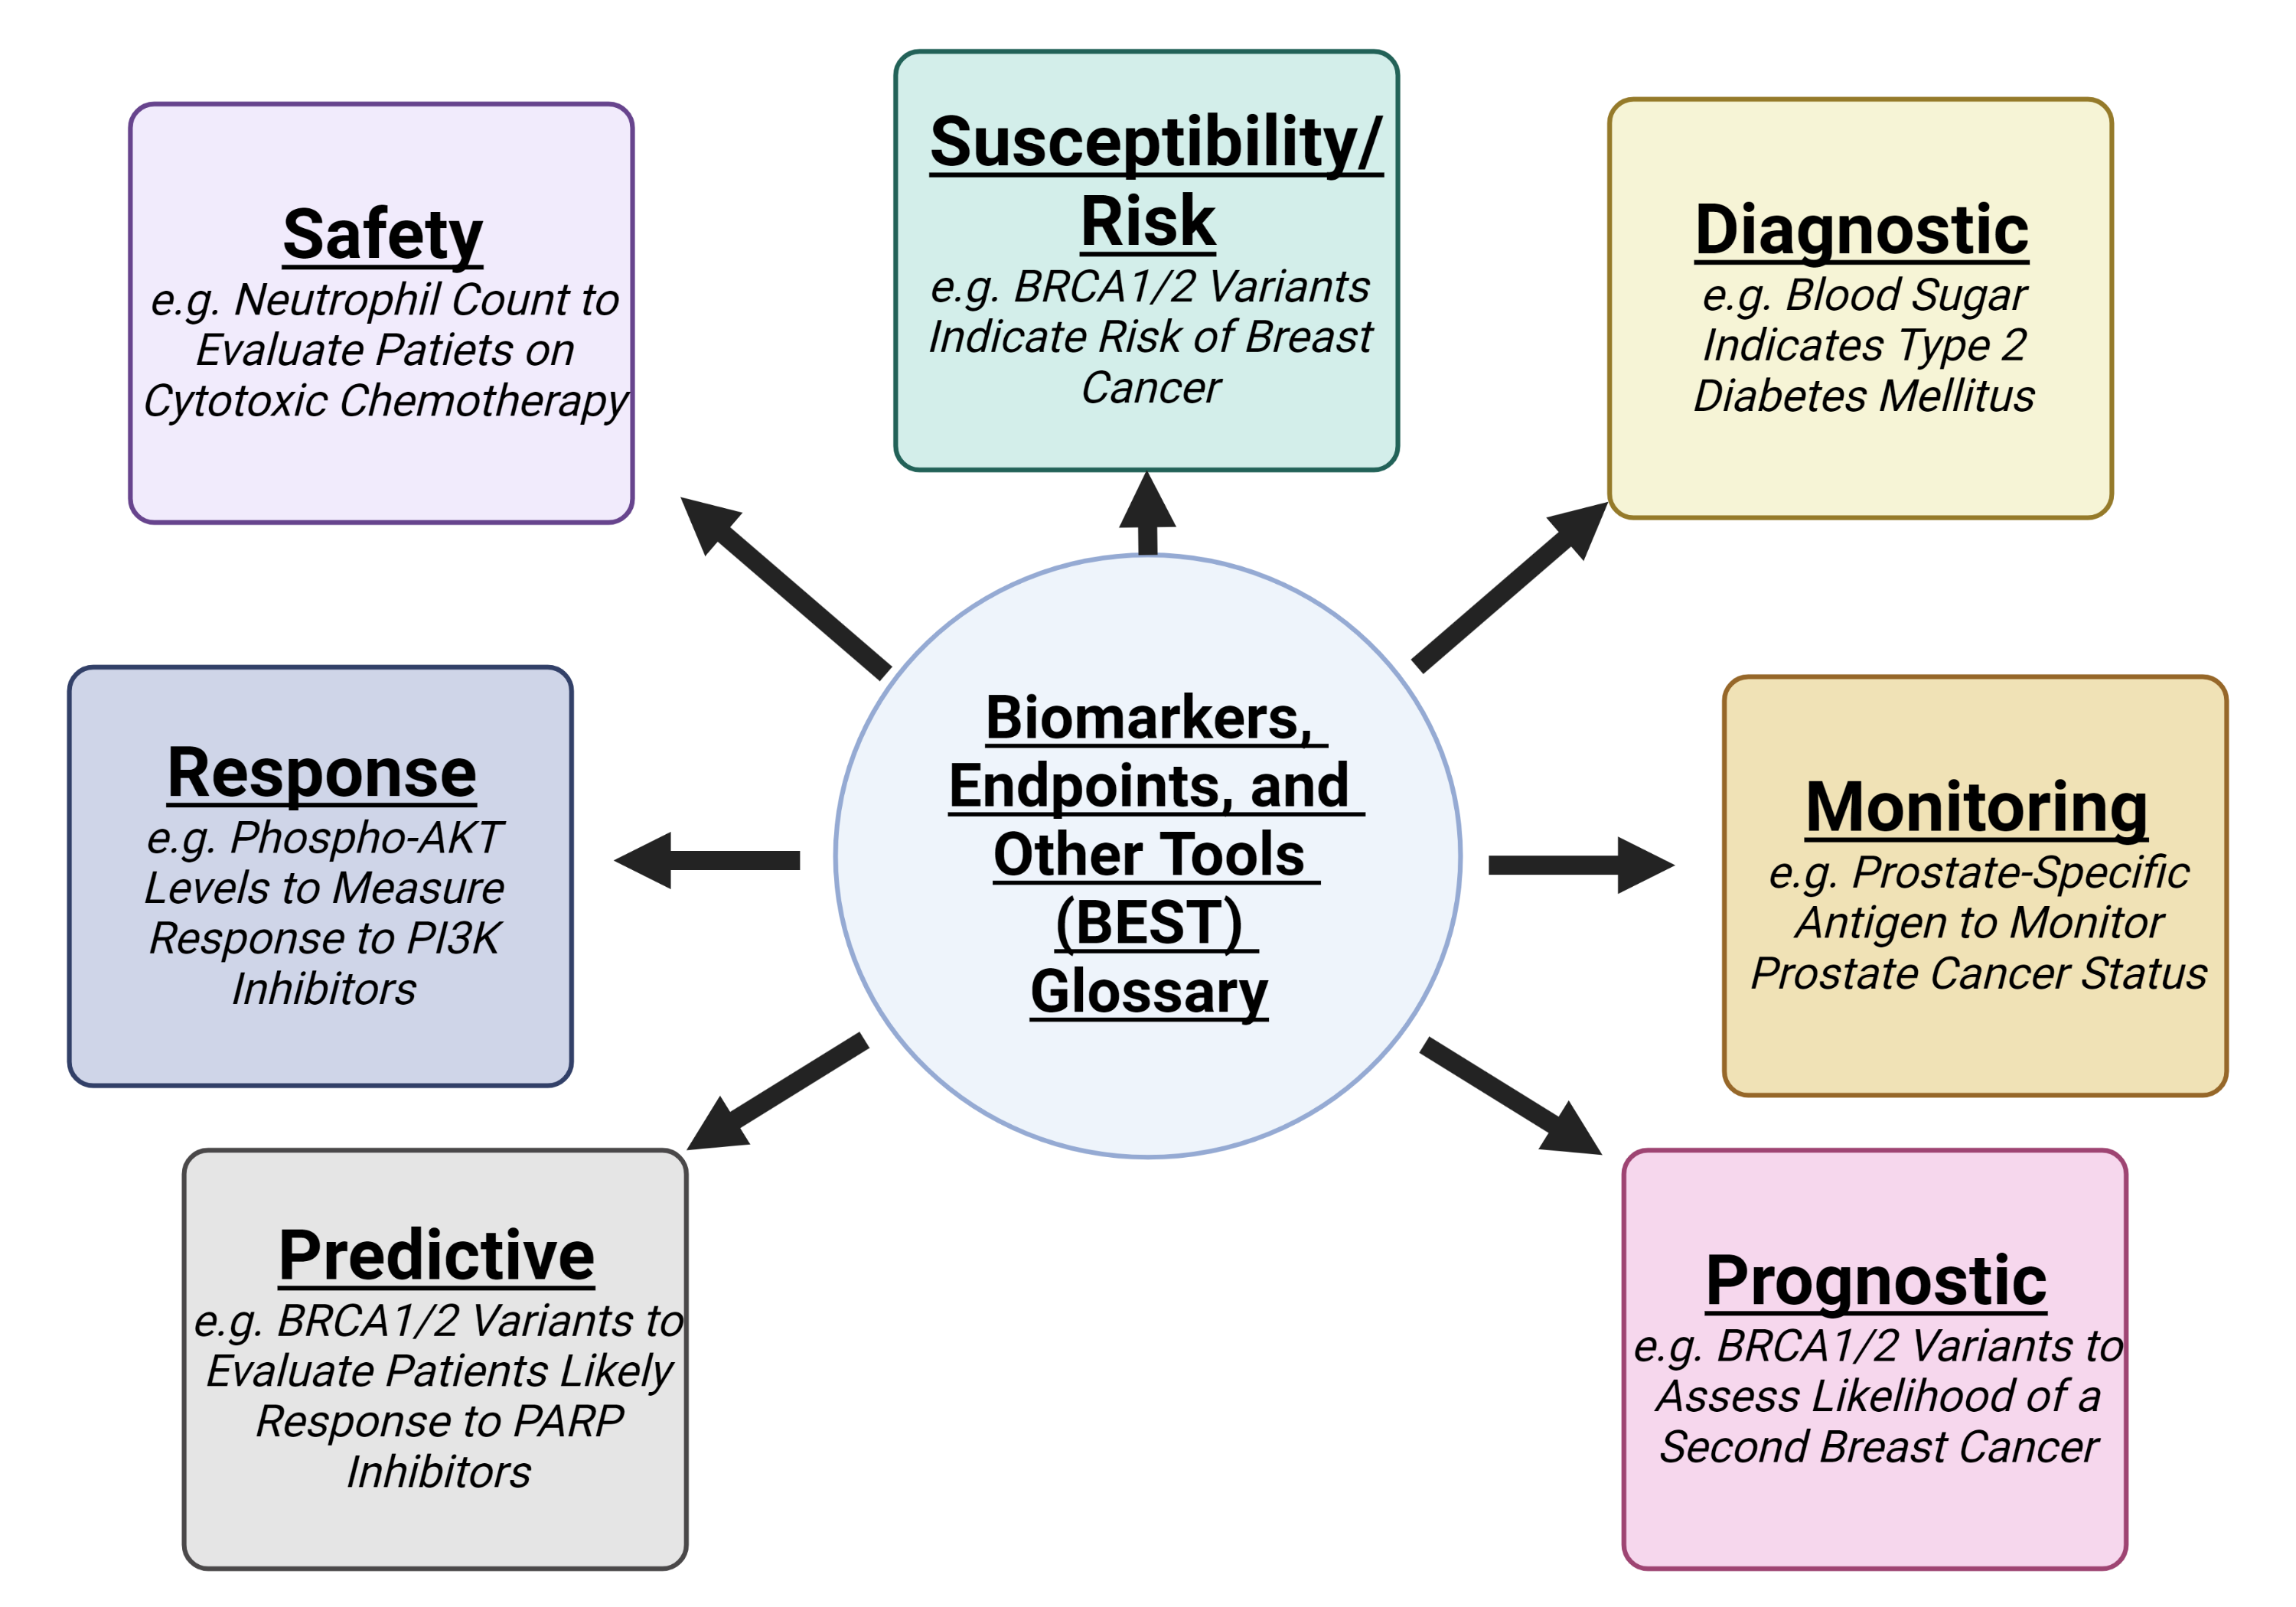 Safety
e.g. Neutrophil Count to
Evaluate Patiets on
Cytotoxic Chemotherapy
Susceptibility/
Risk
e.g. BRCA1/2 Variants
Indicate Risk of Breast
Cancer
Diagnostic
e.g. Blood Sugar
Indicates Type 2
Diabetes Mellitus
Response
e.g. Phospho-AKT
Levels to Measure
Response to PI3K
Inhibitors
Biomarkers,
Endpoints, and
Other Tools
(BEST)
Glossary
Monitoring
e.g. Prostate-Specific
Antigen to Monitor
Prostate Cancer Status
Predictive
e.g. BRCA1/2 Variants to
Evaluate Patients Likely
Response to PARP
Inhibitors
Prognostic
e.g. BRCA1/2 Variants to
Assess Likelihood of a
Second Breast Cancer